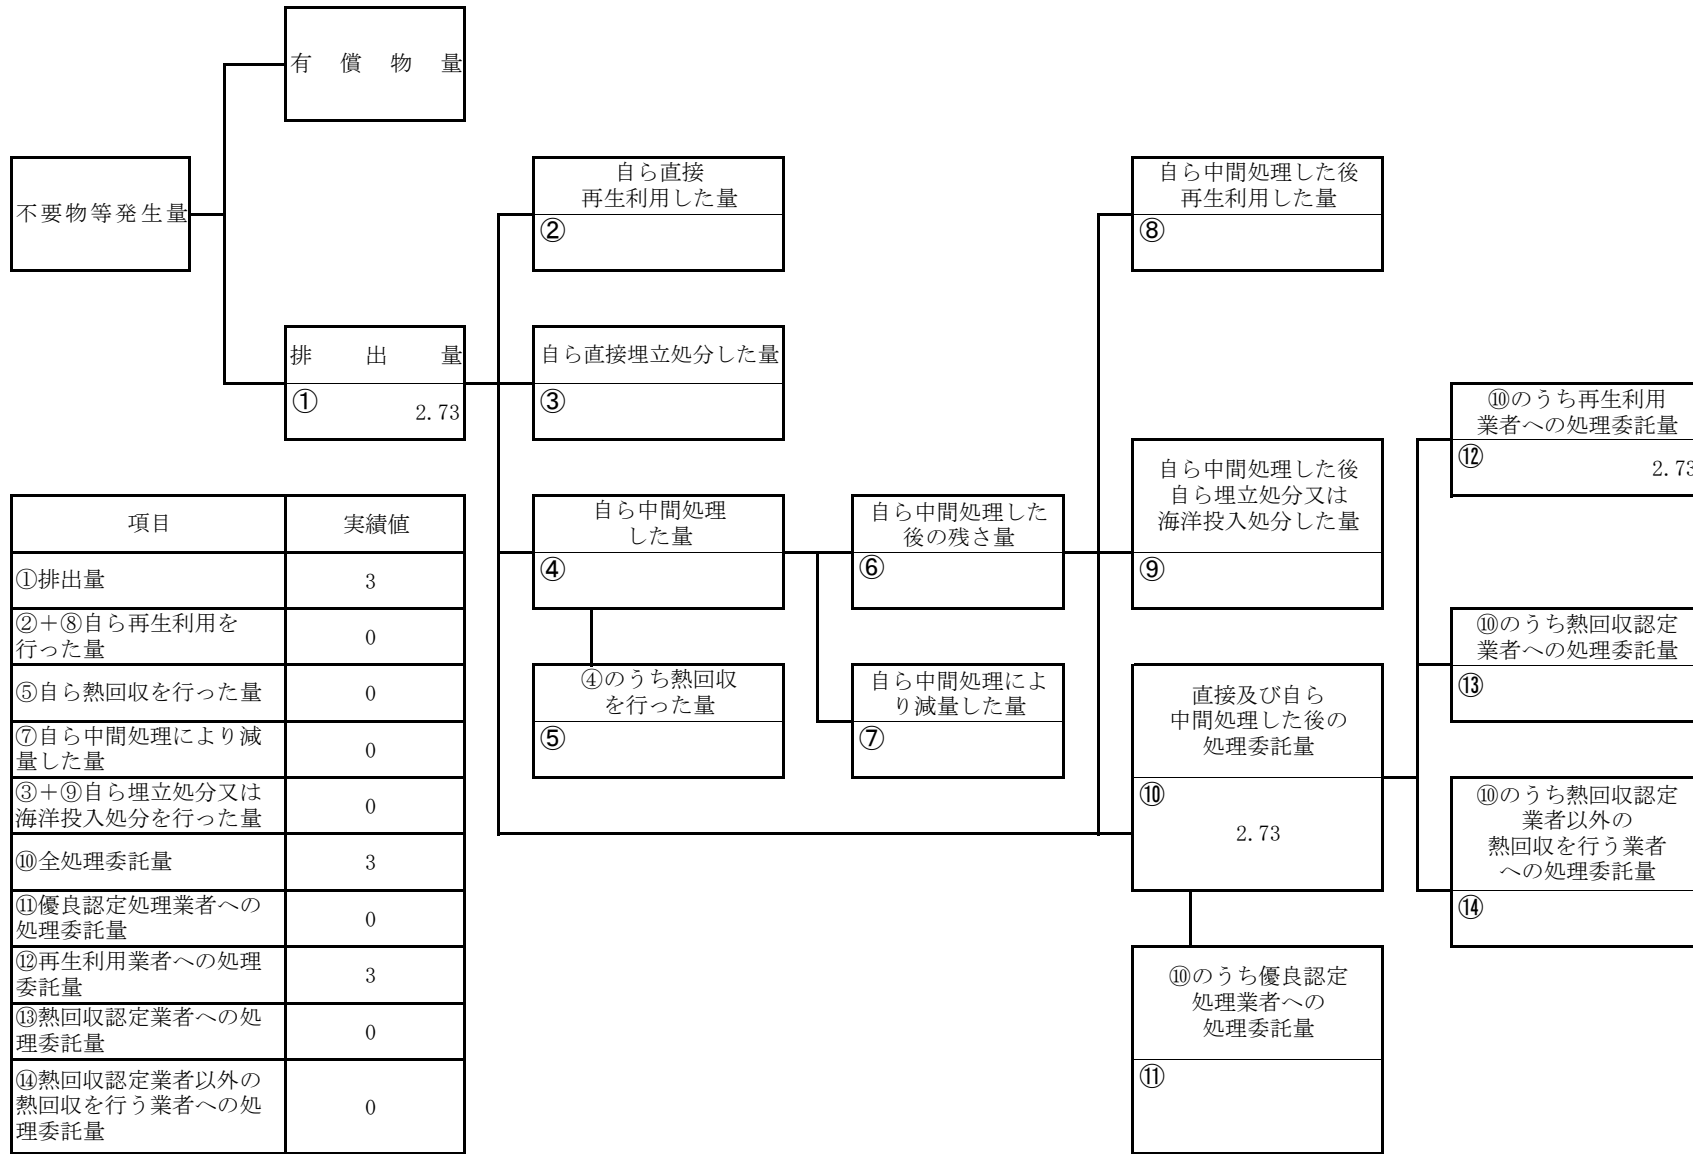 有償物量
不要物等発生量
排出量
① 2.73
自ら直接
再生利用した量
②
自ら直接埋立処分した量
③
自ら中間処理
した量
④
④のうち熱回収
を行った量
⑤
自ら中間処理した
後の残さ量
⑥
自ら中間処理によ
り減量した量
⑦
自ら中間処理した後
再生利用した量
⑧
自ら中間処理した後
自ら埋立処分又は
海洋投入処分した量
⑨
直接及び自ら
中間処理した後の
処理委託量
⑩
2.73
⑩のうち優良認定
処理業者への
処理委託量
⑪
⑩のうち再生利用
業者への処理委託量
⑫ 2.73
⑩のうち熱回収認定
業者への処理委託量
⑬
⑩のうち熱回収認定
業者以外の
熱回収を行う業者
への処理委託量
⑭
項目 実績値
①排出量 3
②+⑧自ら再生利用を
行った量 0
⑤自ら熱回収を行った量 0
⑦自ら中間処理により減
量した量 0
③+⑨自ら埋立処分又は
海洋投入処分を行った量 0
⑩全処理委託量 3
⑪優良認定処理業者への
処理委託量 0
⑫再生利用業者への処理
委託量 3
⑬熱回収認定業者への処
理委託量 0
⑭熱回収認定業者以外の
熱回収を行う業者への処
理委託量 0